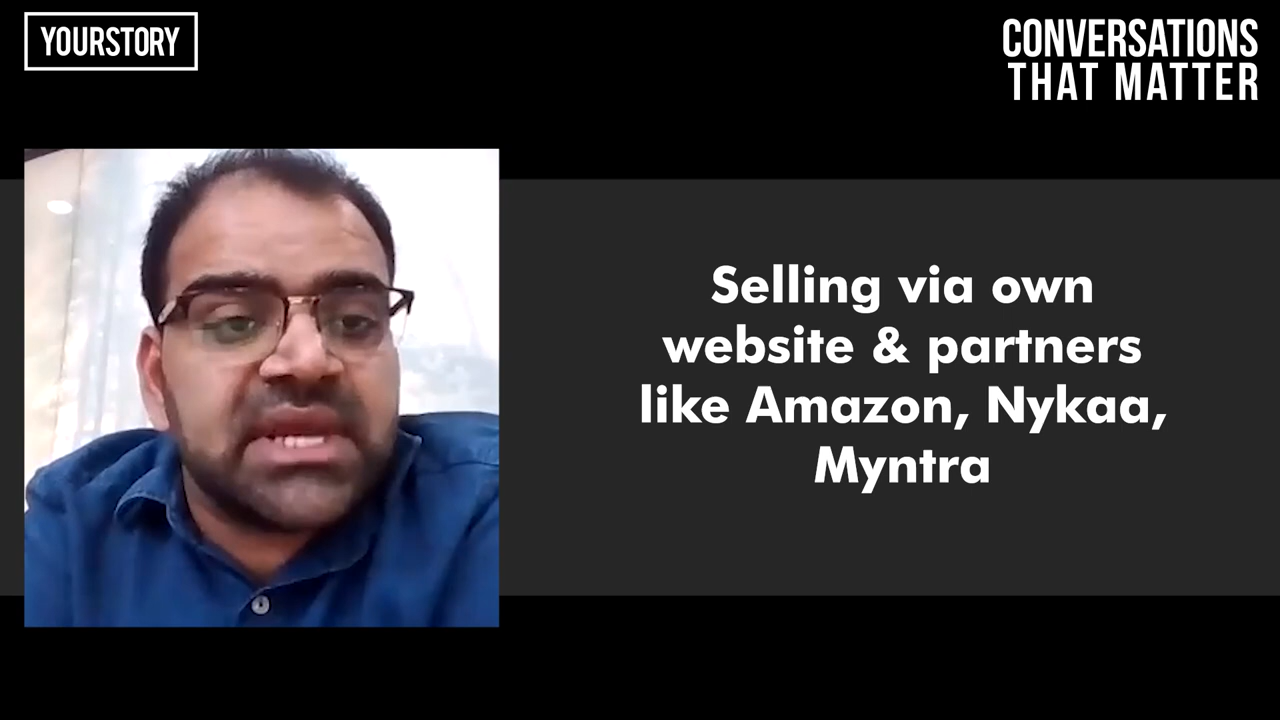 YOURSTORY
CONVERSATIONS
THAT MATTER
Selling via own
website & partners
like Amazon, Nykaa,
Myntra